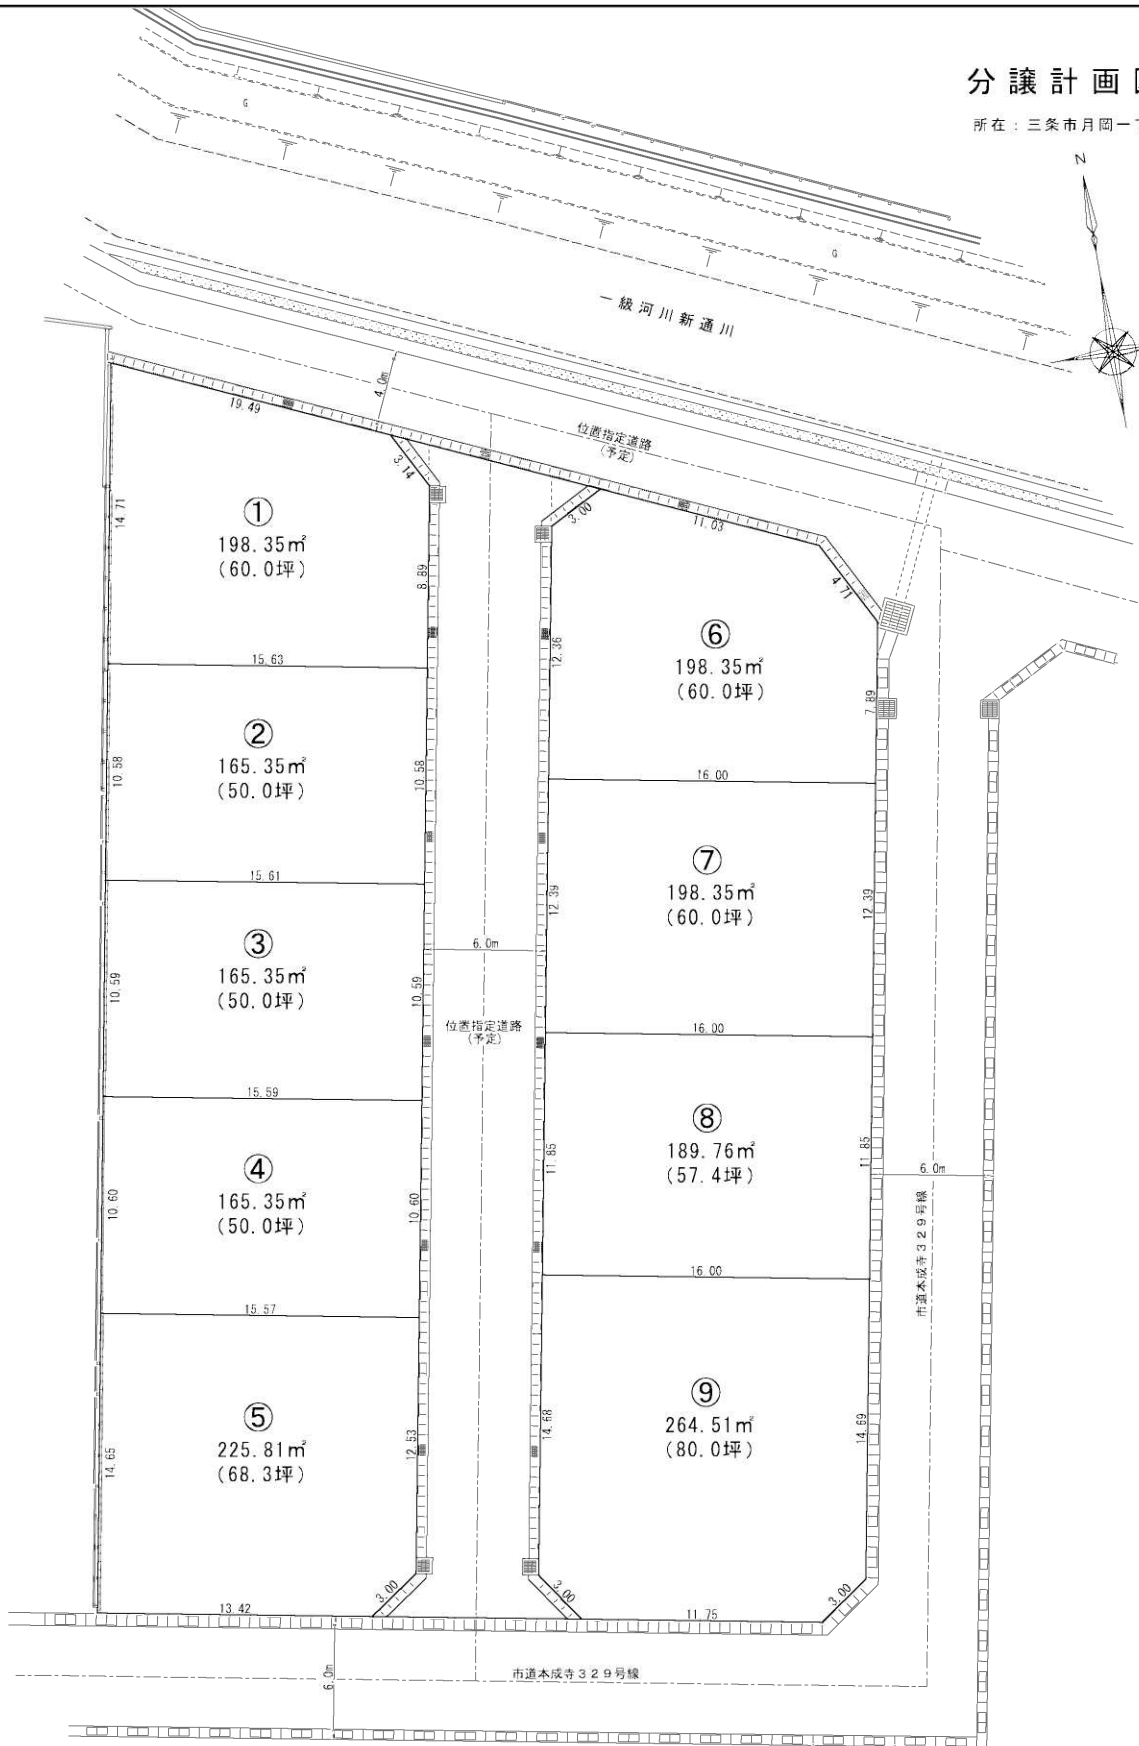 分譲計画
所在：三条市月岡一
N
G
G
一級河川新通川
4.0m
位置指定道路
(予定)
19.49
3.14
14.71
①
198.35㎡
(60.0坪)
8.89
15.63
3.00
11.03
4.71
12.36
⑥
198.35㎡
(60.0坪)
7.89
16.00
10.58
②
165.35㎡
(50.0坪)
10.58
15.61
⑦
198.35㎡
(60.0坪)
12.39
12.39
16.00
10.59
③
165.35㎡
(50.0坪)
10.59
15.59
6.0m
位置指定道路
(予定)
⑧
189.76㎡
(57.4坪)
11.85
11.85
16.00
6.0m
市道本成寺329号線
10.60
④
165.35㎡
(50.0坪)
10.60
15.57
⑤
225.81㎡
(68.3坪)
14.65
12.53
3.00
13.42
⑨
264.51㎡
(80.0坪)
14.68
14.69
3.00
11.75
3.00
6.0m
市道本成寺329号線